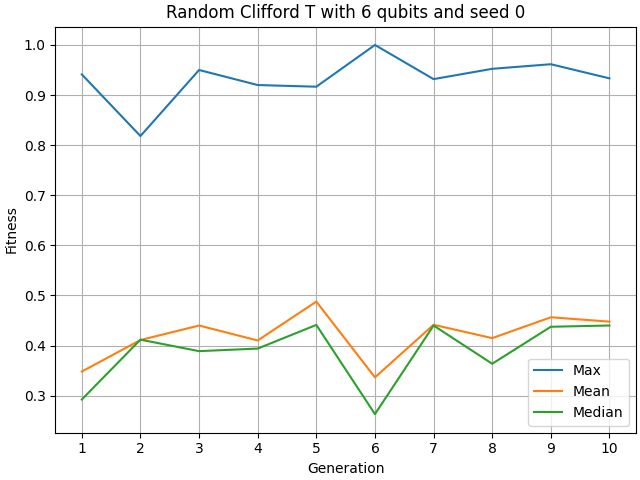 Random Clifford T with 6 qubits and seed 0
1.0
0.9
0.8
0.7
0.6
0.5
0.4
0.3
Fitness
Max
Mean
Median
1 2 3 4 5 6 7 8 9 10
Generation